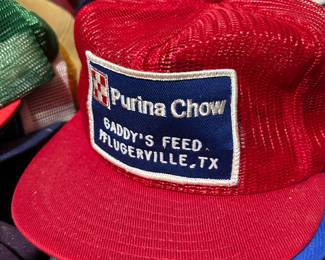 Purina Chow
GADDY'S FEED
PFLUGERVILLE, TX